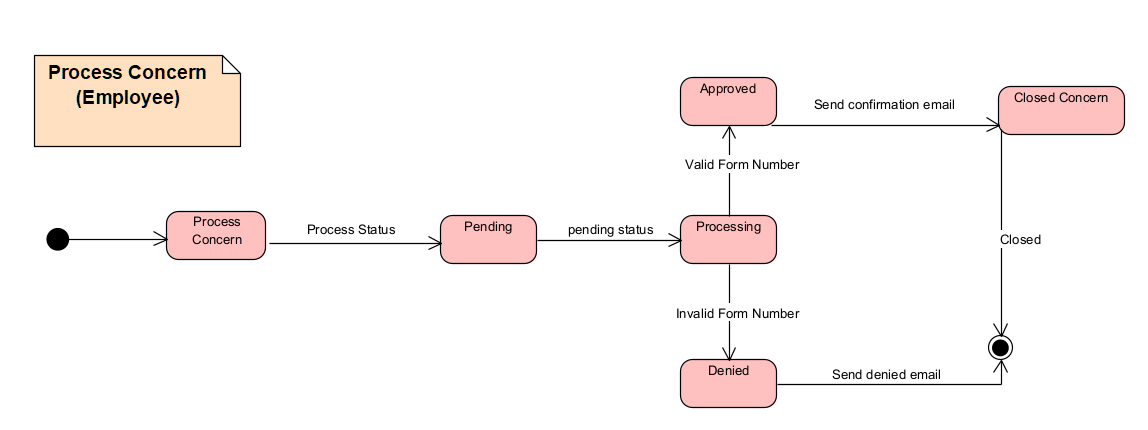 Process Concern
(Employee)
Approved
Send confirmation email
Closed Concern
Valid Form Number
Process
Concern
Process Status
Pending
pending status
Processing
Closed
Invalid Form Number
Denied
Send denied email